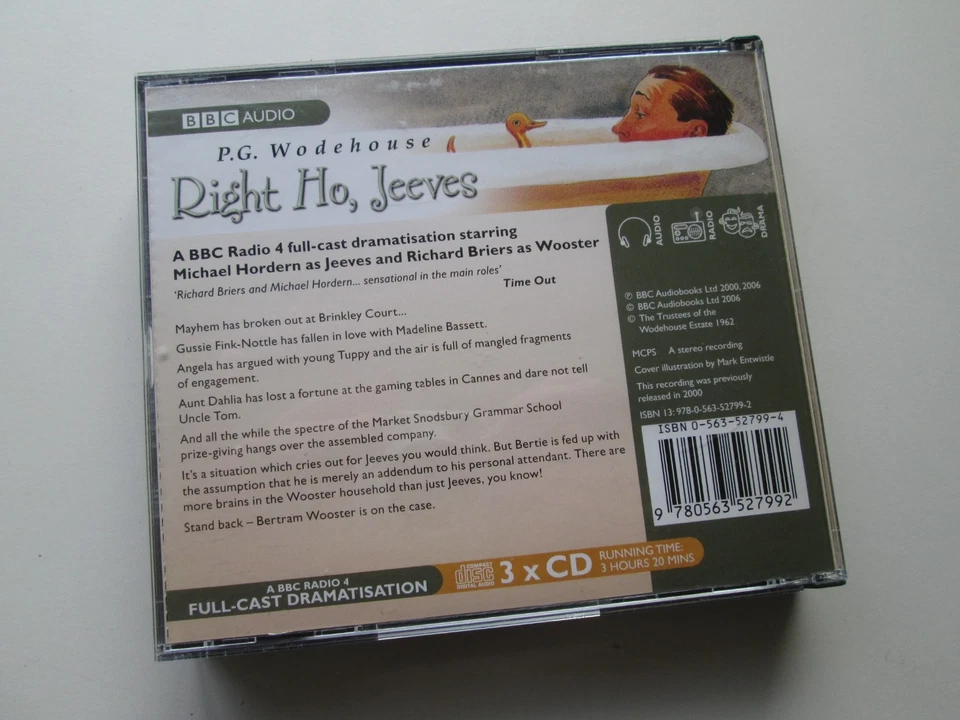 BBC AUDIO
P.G. Wodehouse
Right Ho, Jeeves
A BBC Radio 4 full-cast dramatisation starring
Michael Hordern as Jeeves and Richard Briers as Wooster
'Richard Briers and Michael Hordern... sensational in the main roles'
Time Out
Mayhem has broken out at Brinkley Court...
Gussie Fink-Nottle has fallen in love with Madeline Bassett.
Angela has argued with young Tuppy and the air is full of mangled fragments
of engagement.
Aunt Dahlia has lost a fortune at the gaming tables in Cannes and dare not tell
Uncle Tom.
And all the while the spectre of the Market Snodsbury Grammar School
prize-giving hangs over the assembled company.
It's a situation which cries out for Jeeves you would think. But Bertie is fed up with
the assumption that he is merely an addendum to his personal attendant. There are
more brains in the Wooster household than just Jeeves, you know!
Stand back – Bertram Wooster is on the case.
AUDIO
RADIO
DRAMA
℗ BBC Audiobooks Ltd 2000, 2006
© BBC Audiobooks Ltd 2006
© The Trustees of the
Wodehouse Estate 1962
MCPS A stereo recording
Cover illustration by Mark Entwistle
This recording was previously
released in 2000
ISBN 13: 978-0-563-52799-2
ISBN 0-563-52799-4
9 780563 527992
A BBC RADIO 4
FULL-CAST DRAMATISATION
COMPACT
disc
DIGITAL AUDIO
3 x CD
RUNNING TIME:
3 HOURS 20 MINS